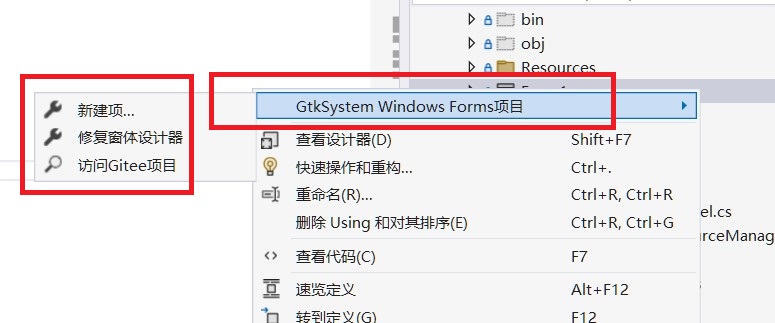 bin
obj
Resources
GtkSystem Windows Forms项目
新建项...
修复窗体设计器
访问Gitee项目
查看设计器(D) Shift+F7
快速操作和重构... Ctrl+.
重命名(R)... Ctrl+R, Ctrl+R
删除 Using 和对其排序(E) Ctrl+R, Ctrl+G
查看代码(C) F7
速览定义 Alt+F12
转到定义(G) F12
el.cs
urceManag